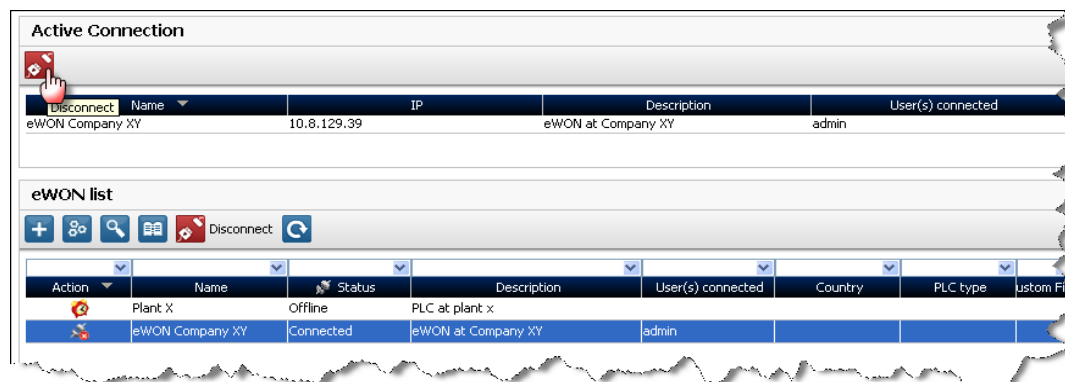 Active Connection
Disconnect Name IP Description User(s) connected
eWON Company XY 10.8.129.39 eWON at Company XY admin
eWON list
Disconnect
Action Name Status Description User(s) connected Country PLC type ustom Fi
Plant X Offline PLC at plant x
eWON Company XY Connected eWON at Company XY admin